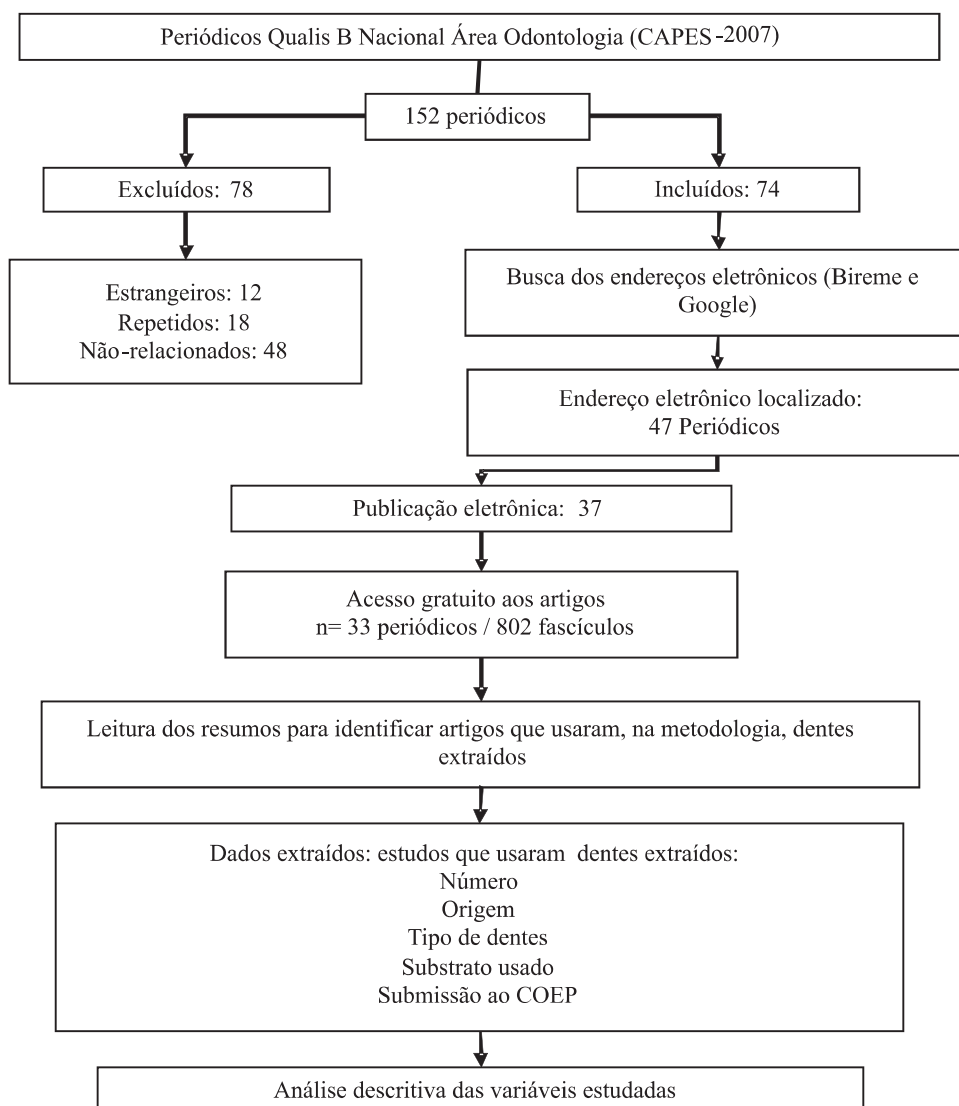 Periódicos Qualis B Nacional Área Odontologia (CAPES-2007)
152 periódicos
Excluídos: 78
Incluídos: 74
Estrangeiros: 12
Repetidos: 18
Não-relacionados: 48
Busca dos endereços eletrônicos (Bireme e
Google)
Endereço eletrônico localizado:
47 Periódicos
Publicação eletrônica: 37
Acesso gratuito aos artigos
n= 33 periódicos / 802 fascículos
Leitura dos resumos para identificar artigos que usaram, na metodologia, dentes
extraídos
Dados extraídos: estudos que usaram dentes extraídos:
Número
Origem
Tipo de dentes
Substrato usado
Submissão ao COEP
Análise descritiva das variáveis estudadas